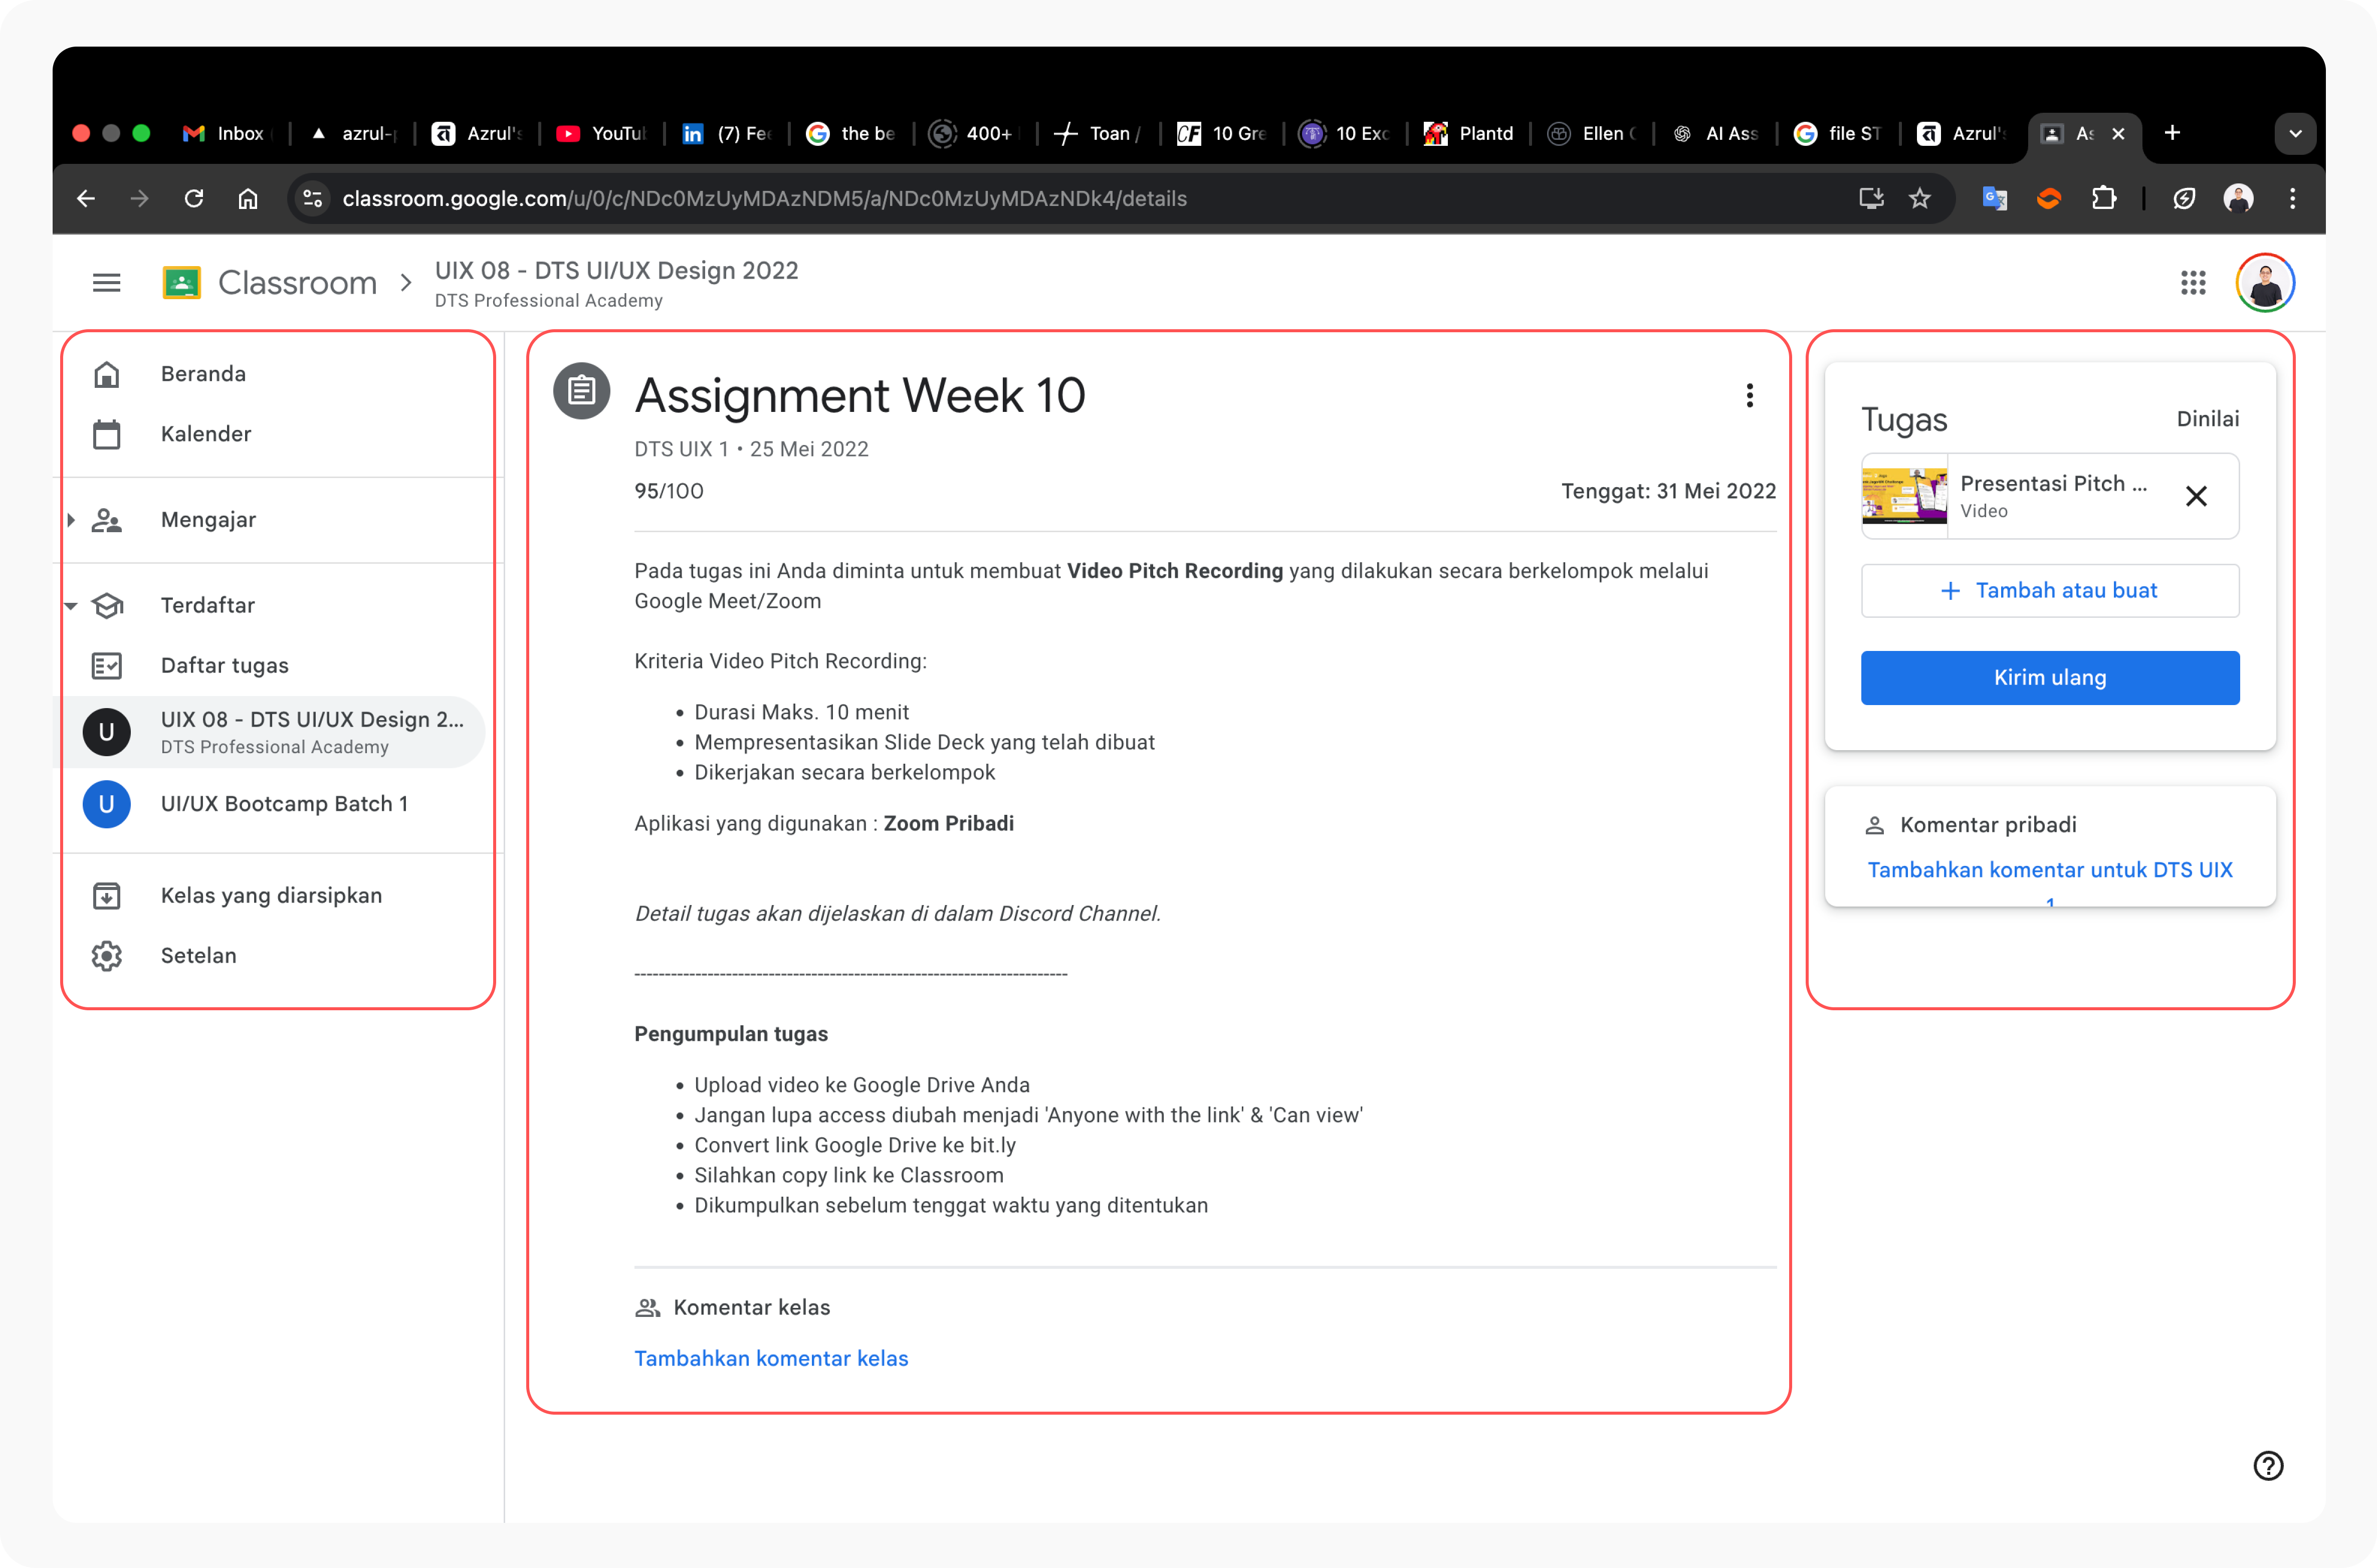 Inbox
azrul-
Azrul's
YouTu
(7) Fee
the be
400+
Toan /
CF
10 Gre
10 Exc
Plantd
Ellen
AI Ass
file ST
Azrul's
As
classroom.google.com/u/0/c/NDc0MzUyMDAzNDM5/a/NDc0MzUyMDAzNDk4/details
Classroom
UIX 08 - DTS UI/UX Design 2022
DTS Professional Academy
Beranda
Kalender
Mengajar
Terdaftar
Daftar tugas
U
UIX 08 - DTS UI/UX Design 2...
DTS Professional Academy
U
UI/UX Bootcamp Batch 1
Kelas yang diarsipkan
Setelan
Assignment Week 10
DTS UIX 1 • 25 Mei 2022
95/100
Tenggat: 31 Mei 2022
Pada tugas ini Anda diminta untuk membuat Video Pitch Recording yang dilakukan secara berkelompok melalui
Google Meet/Zoom
Kriteria Video Pitch Recording:
• Durasi Maks. 10 menit
• Mempresentasikan Slide Deck yang telah dibuat
• Dikerjakan secara berkelompok
Aplikasi yang digunakan : Zoom Pribadi
Detail tugas akan dijelaskan di dalam Discord Channel.
------------------------------------------------------------------------
Pengumpulan tugas
• Upload video ke Google Drive Anda
• Jangan lupa access diubah menjadi 'Anyone with the link' & 'Can view'
• Convert link Google Drive ke bit.ly
• Silahkan copy link ke Classroom
• Dikumpulkan sebelum tenggat waktu yang ditentukan
Komentar kelas
Tambahkan komentar kelas
Tugas
Dinilai
Presentasi Pitch ...
Video
+ Tambah atau buat
Kirim ulang
Komentar pribadi
Tambahkan komentar untuk DTS UIX
1